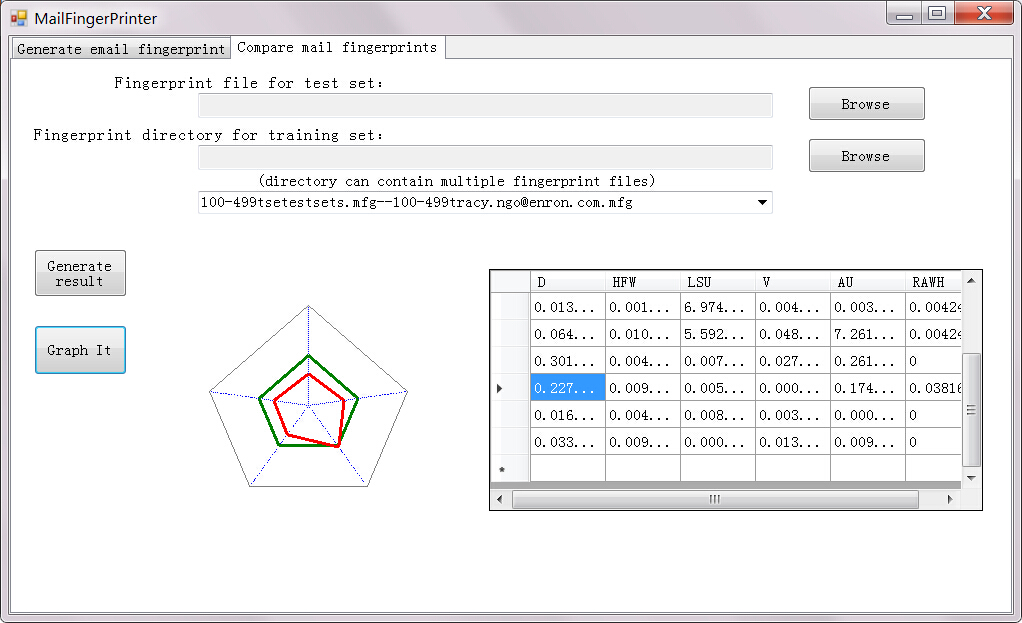 MailFingerPrinter
Generate email fingerprint Compare mail fingerprints
Fingerprint file for test set:
Browse
Fingerprint directory for training set:
Browse
(directory can contain multiple fingerprint files)
100-499tsetestsets.mfg--100-499tracy.ngo@enron.com.mfg
Generate
result
Graph It
D HFW LSU V AU RAWH
0.013... 0.001... 6.974... 0.004... 0.003... 0.00424
0.064... 0.010... 5.592... 0.048... 7.261... 0.00424
0.301... 0.004... 0.007... 0.027... 0.261... 0
0.227... 0.009... 0.005... 0.000... 0.174... 0.03816
0.016... 0.004... 0.008... 0.003... 0.000... 0
0.033... 0.009... 0.000... 0.013... 0.009... 0
*